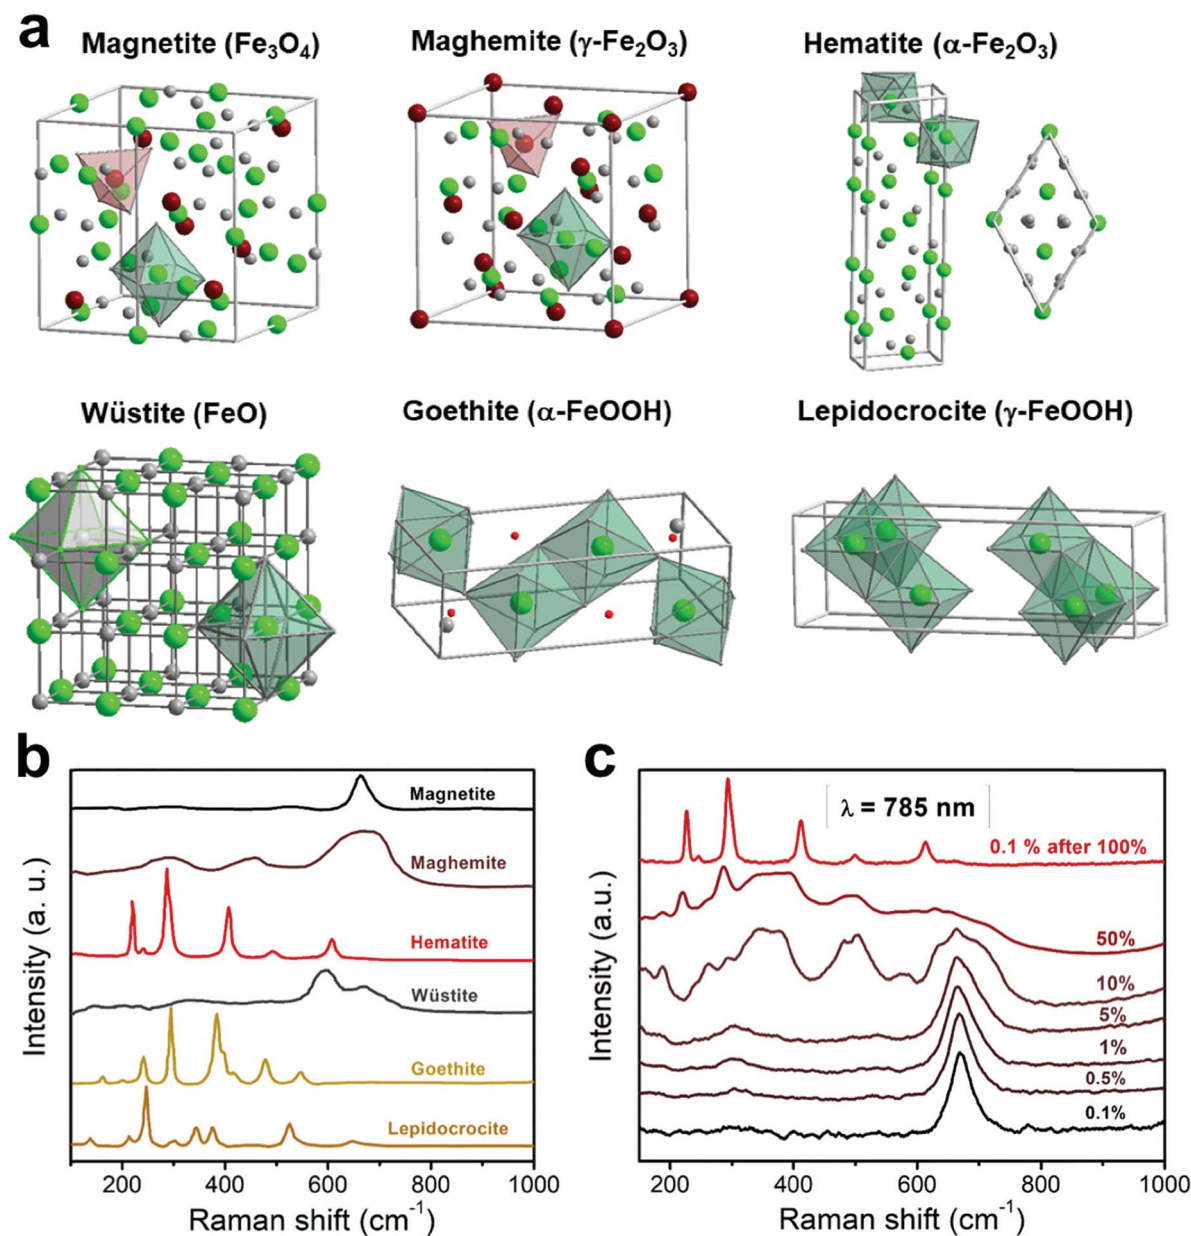 a
Magnetite (Fe₃O₄)
Maghemite (γ-Fe₂O₃)
Hematite (α-Fe₂O₃)
Wüstite (FeO)
Goethite (α-FeOOH)
Lepidocrocite (γ-FeOOH)
b
Magnetite
Maghemite
Hematite
Wüstite
Goethite
Lepidocrocite
Intensity (a. u.)
200 400 600 800 1000
Raman shift (cm⁻¹)
c
λ = 785 nm
0.1 % after 100%
50%
10%
5%
1%
0.5%
0.1%
Intensity (a.u.)
200 400 600 800 1000
Raman shift (cm⁻¹)